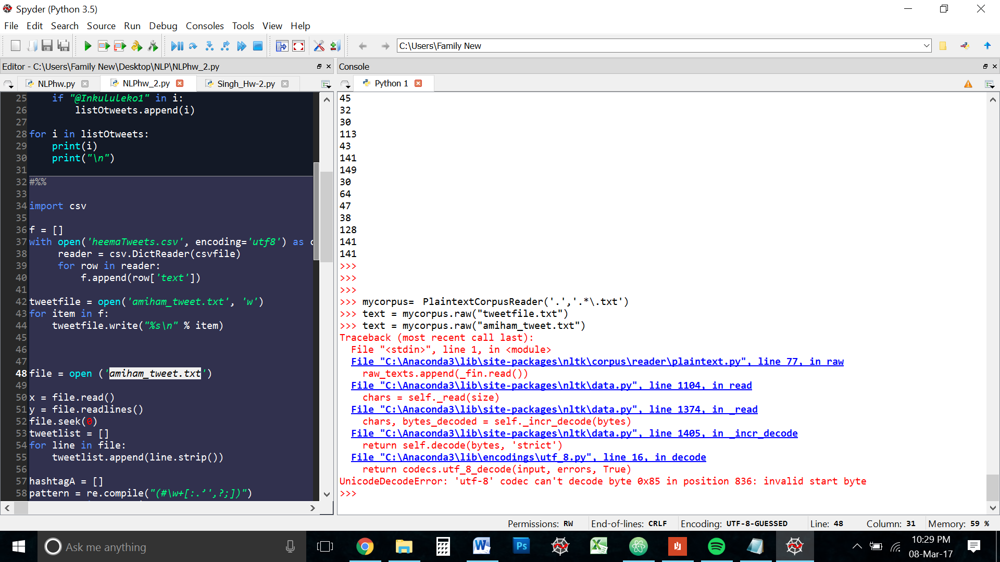 Spyder (Python 3.5)
File Edit Search Source Run Debug Consoles Tools View Help
C:\Users\Family New
Editor - C:\Users\Family New\Desktop\NLP\NLPhw_2.py
NLPhw.py NLPhw_2.py Singh_Hw-2.py
25 if "@Inkululeko1" in i:
26 listOtweets.append(i)
27
28 for i in listOtweets:
29 print(i)
30 print("\n")
31
32 #%%
33
34 import csv
35
36 f = []
37 with open('heemaTweets.csv', encoding='utf8') as c
38 reader = csv.DictReader(csvfile)
39 for row in reader:
40 f.append(row['text'])
41
42 tweetfile = open('amiham_tweet.txt', 'w')
43 for item in f:
44 tweetfile.write("%s\n" % item)
45
46
47
48 file = open ('amiham_tweet.txt')
49
50 x = file.read()
51 y = file.readlines()
52 file.seek(0)
53 tweetlist = []
54 for line in file:
55 tweetlist.append(line.strip())
56
57 hashtagA = []
58 pattern = re.compile("(#\w+[:.‘’,?;])")
Console
Python 1
45
32
30
113
43
141
149
30
64
47
38
128
141
141
>>>
>>>
>>>
>>> mycorpus= PlaintextCorpusReader('.','.*\.txt')
>>> text = mycorpus.raw("tweetfile.txt")
>>> text = mycorpus.raw("amiham_tweet.txt")
Traceback (most recent call last):
File "<stdin>", line 1, in <module>
File "C:\Anaconda3\lib\site-packages\nltk\corpus\reader\plaintext.py", line 77, in raw
raw_texts.append(_fin.read())
File "C:\Anaconda3\lib\site-packages\nltk\data.py", line 1104, in read
chars = self._read(size)
File "C:\Anaconda3\lib\site-packages\nltk\data.py", line 1374, in _read
chars, bytes_decoded = self._incr_decode(bytes)
File "C:\Anaconda3\lib\site-packages\nltk\data.py", line 1405, in _incr_decode
return self.decode(bytes, 'strict')
File "C:\Anaconda3\lib\encodings\utf_8.py", line 16, in decode
return codecs.utf_8_decode(input, errors, True)
UnicodeDecodeError: 'utf-8' codec can't decode byte 0x85 in position 836: invalid start byte
>>>
Permissions: RW End-of-lines: CRLF Encoding: UTF-8-GUESSED Line: 48 Column: 31 Memory: 59 %
Ask me anything
Ps
10:29 PM
08-Mar-17